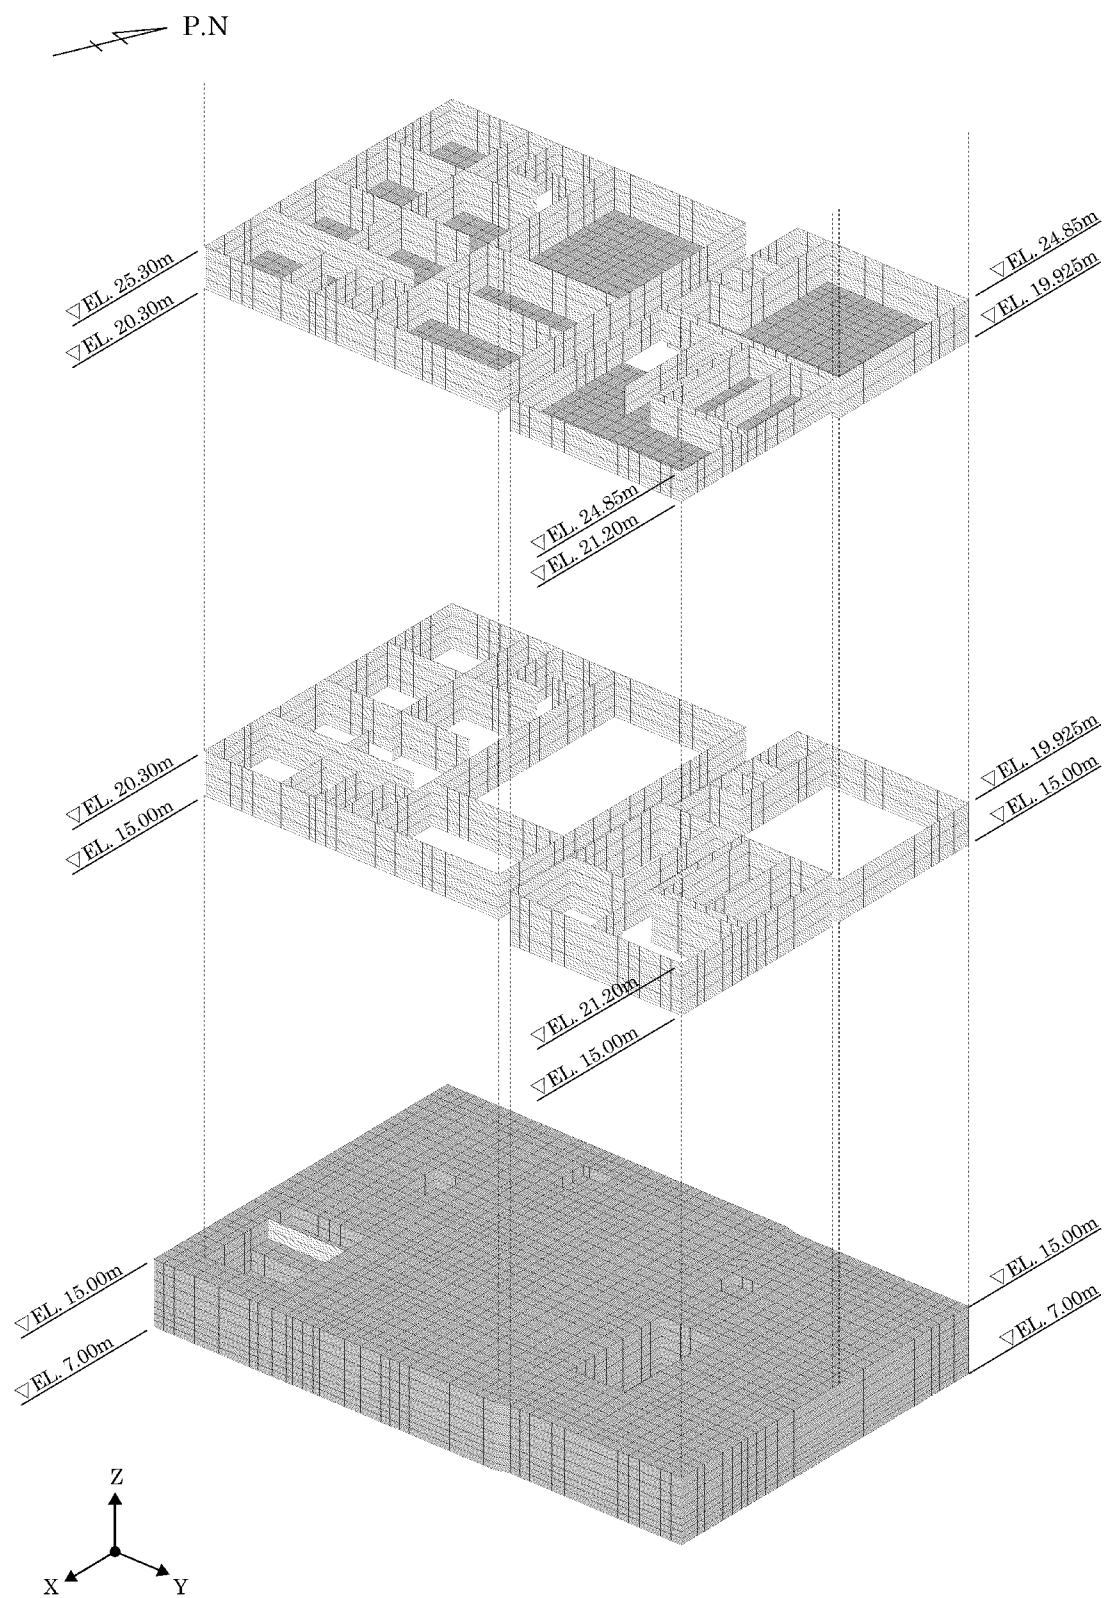 P.N
▽EL. 25.30m
▽EL. 20.30m
▽EL. 24.85m
▽EL. 19.925m
▽EL. 24.85m
▽EL. 21.20m
▽EL. 20.30m
▽EL. 15.00m
▽EL. 19.925m
▽EL. 15.00m
▽EL. 21.20m
▽EL. 15.00m
▽EL. 15.00m
▽EL. 7.00m
▽EL. 15.00m
▽EL. 7.00m
Z
X
Y